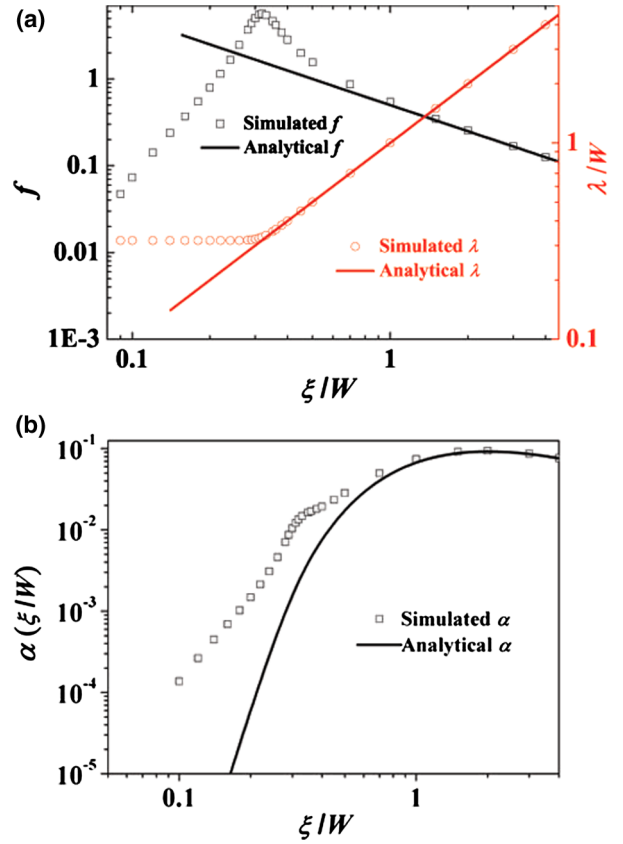 (a)
1
0.1
0.01
1E-3
f
Simulated f
Analytical f
Simulated λ
Analytical λ
1
0.1
λ/W
0.1
1
ξ/W
(b)
10⁻¹
10⁻²
10⁻³
10⁻⁴
10⁻⁵
α (ξ/W)
Simulated α
Analytical α
0.1
1
ξ/W